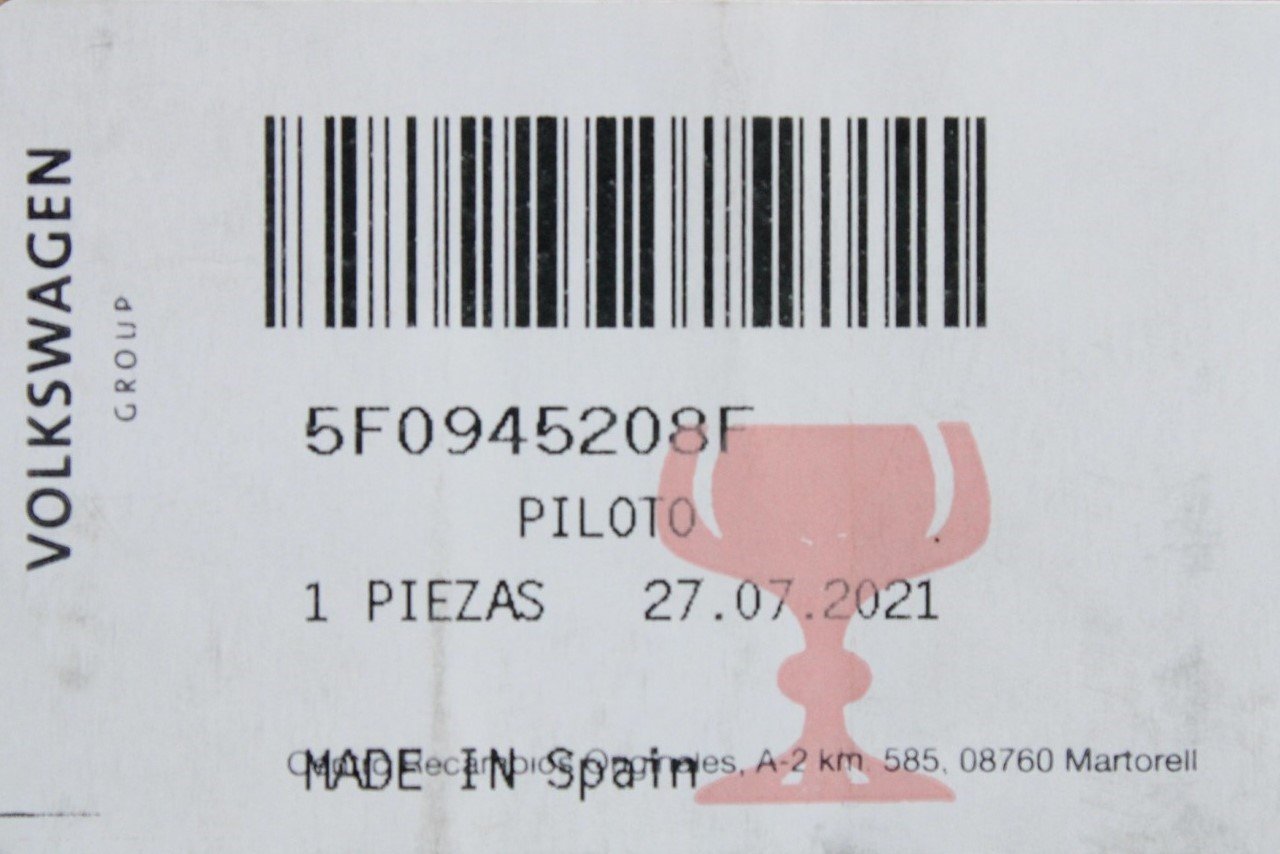 VOLKSWAGEN
GROUP
5F0945208F
PILOTO
1 PIEZAS 27.07.2021
MADE IN Spain
Centro Recambios Originales, A-2 km. 585, 08760 Martorell